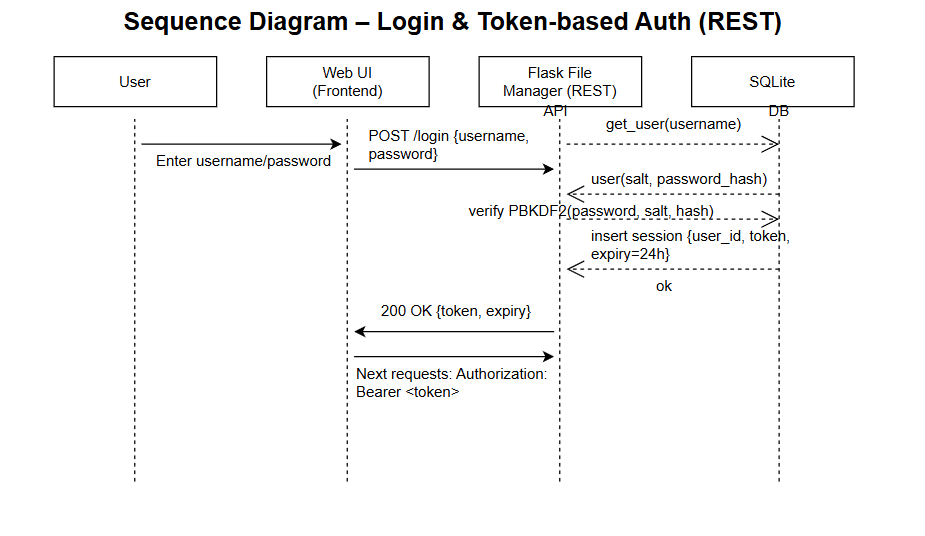 Sequence Diagram – Login & Token-based Auth (REST)
User
Web UI
(Frontend)
Flask File
Manager (REST)
API
SQLite
DB
get_user(username)
POST /login {username,
password}
Enter username/password
user(salt, password_hash)
verify PBKDF2(password, salt, hash)
insert session {user_id, token,
expiry=24h}
ok
200 OK {token, expiry}
Next requests: Authorization:
Bearer <token>